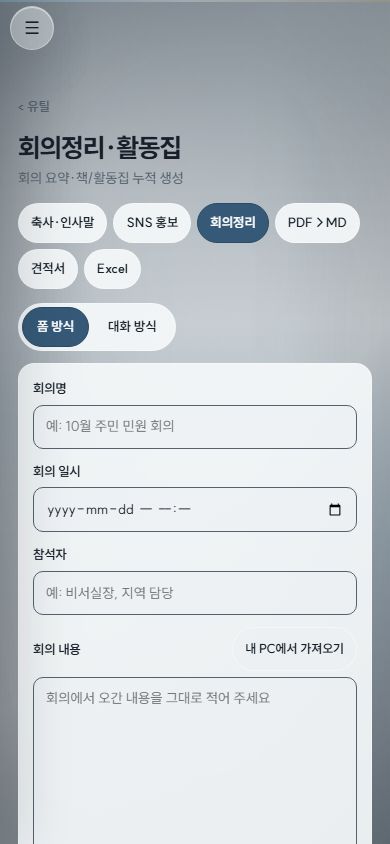 < 유틸
회의정리·활동집
회의 요약·책/활동집 누적 생성
축사·인사말 SNS 홍보 회의정리 PDF > MD
견적서 Excel
폼 방식 대화 방식
회의명
예: 10월 주민 민원 회의
회의 일시
yyyy-mm-dd -- --:--
참석자
예: 비서실장, 지역 담당
회의 내용 내 PC에서 가져오기
회의에서 오간 내용을 그대로 적어 주세요